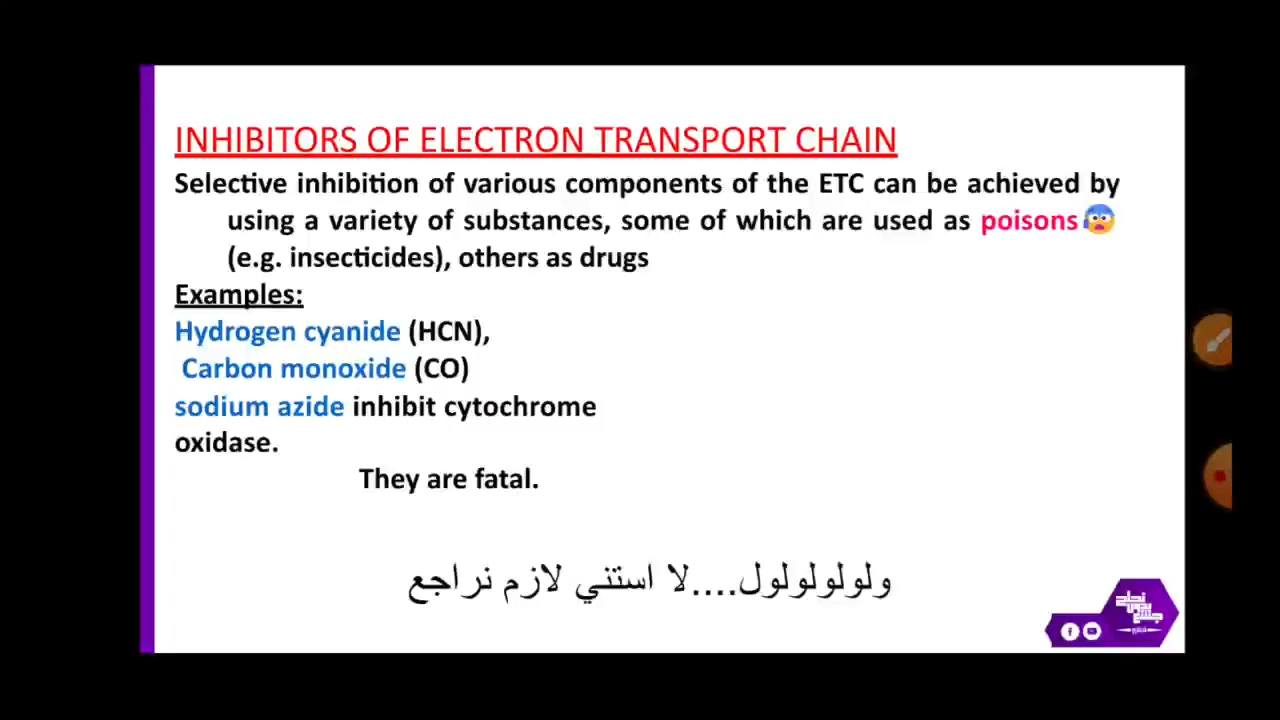 INHIBITORS OF ELECTRON TRANSPORT CHAIN
Selective inhibition of various components of the ETC can be achieved by
using a variety of substances, some of which are used as poisons😨
(e.g. insecticides), others as drugs
Examples:
Hydrogen cyanide (HCN),
Carbon monoxide (CO)
sodium azide inhibit cytochrome
oxidase.
They are fatal.
ولولولولول....لا استني لازم نراجع